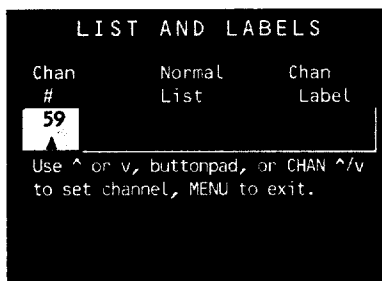 LIST AND LABELS
Chan Normal Chan
# List Label
59
Use ^ or v, buttonpad, or CHAN ^/v
to set channel, MENU to exit.